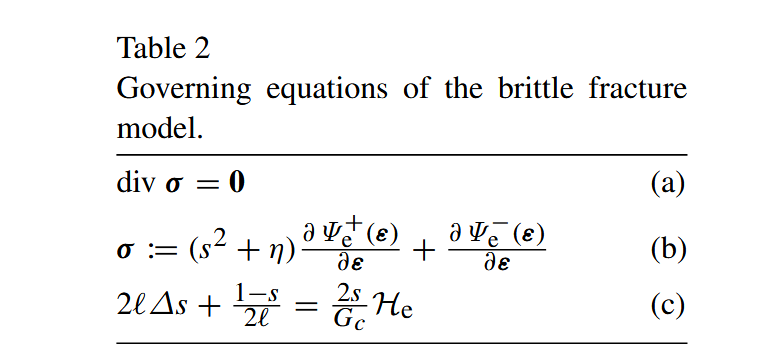 Table 2
Governing equations of the brittle fracture
model.
div σ = 0 (a)
σ := (s² + η) ∂Ψₑ⁺(ε)/∂ε + ∂Ψₑ⁻(ε)/∂ε (b)
2ℓΔs + (1−s)/(2ℓ) = (2s/G_c) ℋₑ (c)